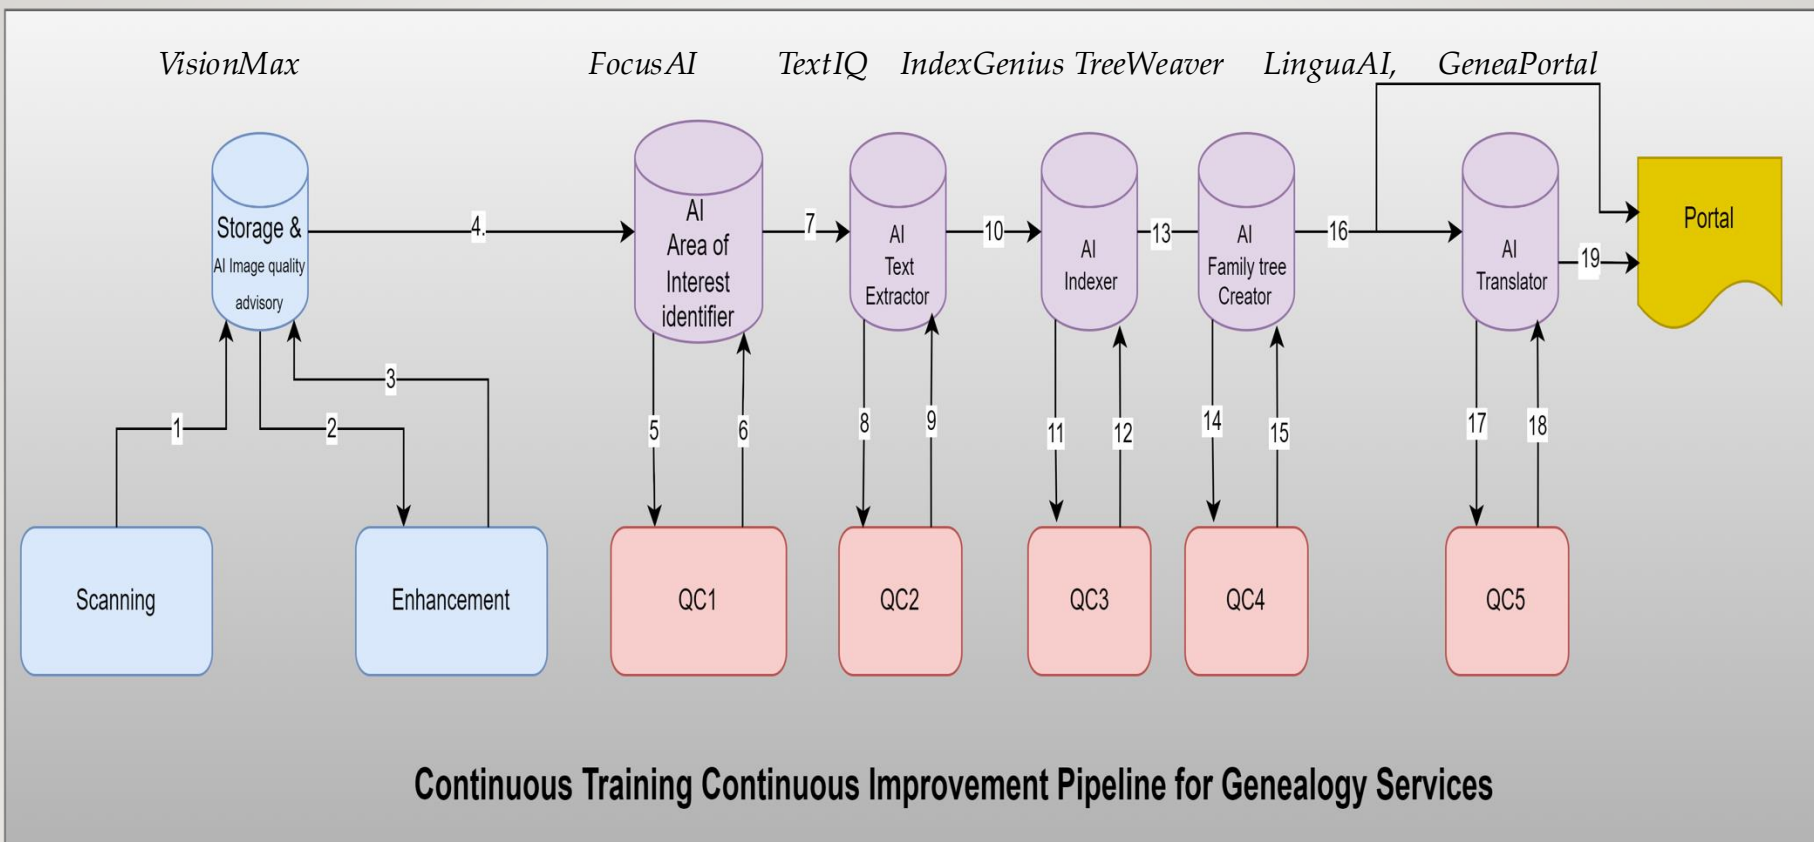 VisionMax
FocusAI
TextIQ
IndexGenius
TreeWeaver
LinguaAI,
GeneaPortal
Storage &
AI Image quality
advisory
4.
AI
Area of
Interest
identifier
7
AI
Text
Extractor
10
AI
Indexer
13
AI
Family tree
Creator
16
AI
Translator
19
Portal
1
2
3
5
6
8
9
11
12
14
15
17
18
Scanning
Enhancement
QC1
QC2
QC3
QC4
QC5
Continuous Training Continuous Improvement Pipeline for Genealogy Services